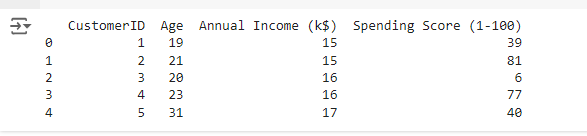 CustomerID Age Annual Income (k$) Spending Score (1-100)
0 1 19 15 39
1 2 21 15 81
2 3 20 16 6
3 4 23 16 77
4 5 31 17 40